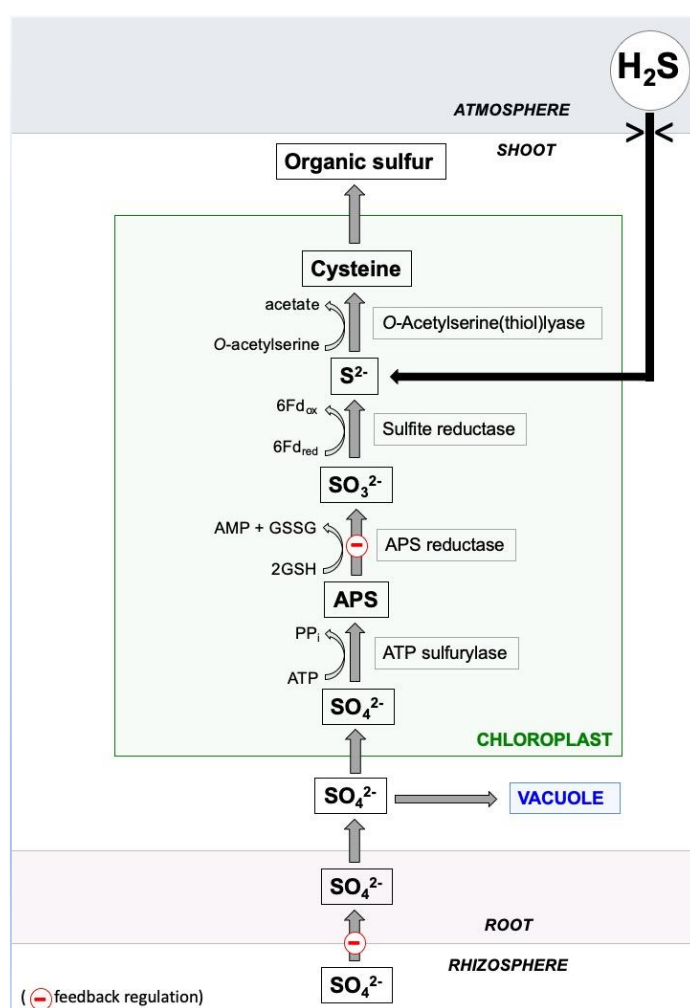 H₂S
ATMOSPHERE
> <
SHOOT
Organic sulfur
Cysteine
acetate
O-Acetylserine(thiol)lyase
O-acetylserine
S²⁻
6Fdₒₓ
Sulfite reductase
6Fd_red
SO₃²⁻
AMP + GSSG
APS reductase
2GSH
APS
PPᵢ
ATP sulfurylase
ATP
SO₄²⁻
CHLOROPLAST
SO₄²⁻
VACUOLE
SO₄²⁻
ROOT
RHIZOSPHERE
SO₄²⁻
( − feedback regulation)